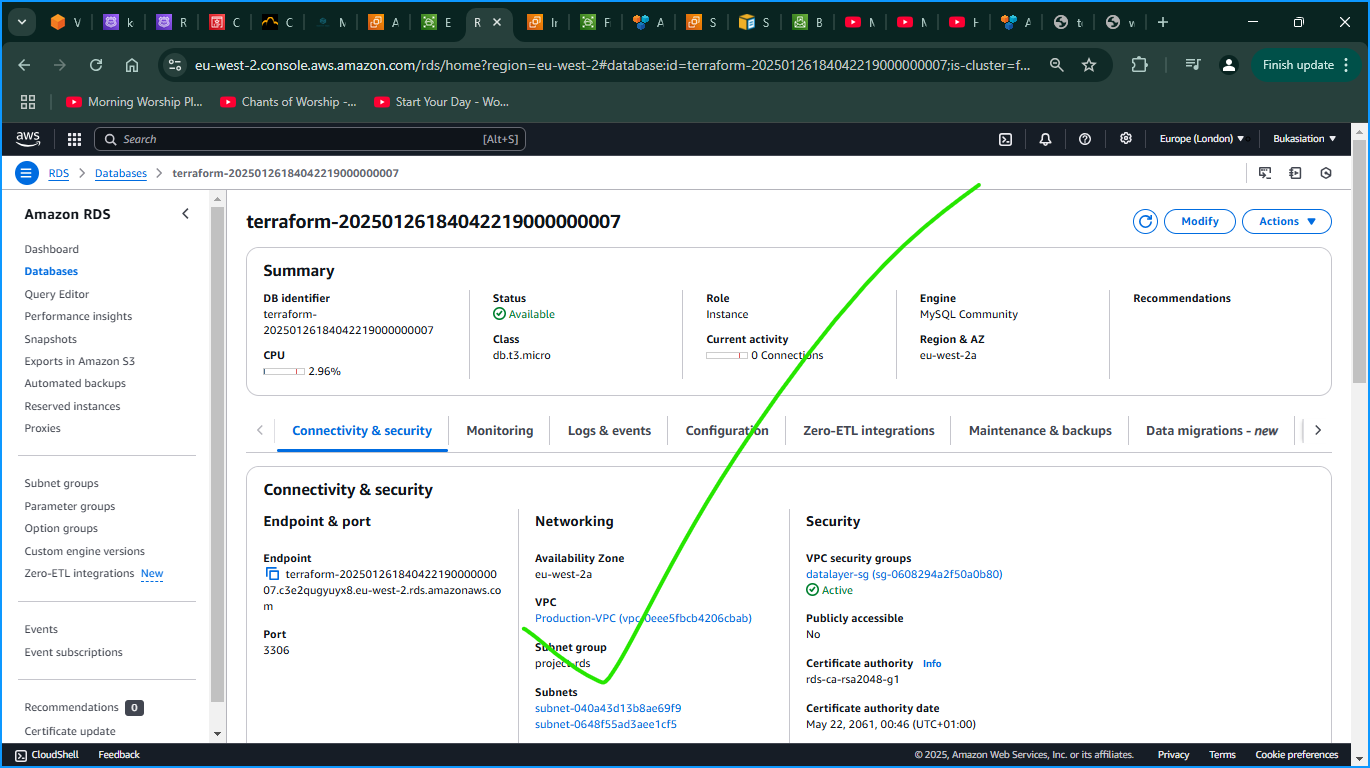 V
k
R
C
C
M
A
E
R
Ir
F
A
S
S
B
M
M
H
A
te
w
eu-west-2.console.aws.amazon.com/rds/home?region=eu-west-2#database:id=terraform-20250126184042219000000007;is-cluster=f...
Finish update
Morning Worship Pl...
Chants of Worship -...
Start Your Day - Wo...
aws
Search
[Alt+S]
Europe (London)
Bukasiation
RDS
Databases
terraform-20250126184042219000000007
Amazon RDS
Dashboard
Databases
Query Editor
Performance insights
Snapshots
Exports in Amazon S3
Automated backups
Reserved instances
Proxies
Subnet groups
Parameter groups
Option groups
Custom engine versions
Zero-ETL integrations New
Events
Event subscriptions
Recommendations 0
Certificate update
terraform-20250126184042219000000007
Modify
Actions
Summary
DB identifier
terraform-
20250126184042219000000007
CPU
2.96%
Status
Available
Class
db.t3.micro
Role
Instance
Current activity
0 Connections
Engine
MySQL Community
Region & AZ
eu-west-2a
Recommendations
Connectivity & security
Monitoring
Logs & events
Configuration
Zero-ETL integrations
Maintenance & backups
Data migrations - new
Connectivity & security
Endpoint & port
Endpoint
terraform-202501261840422190000000
07.c3e2qugyuyx8.eu-west-2.rds.amazonaws.co
m
Port
3306
Networking
Availability Zone
eu-west-2a
VPC
Production-VPC (vpc-0eee5fbcb4206cbab)
Subnet group
project-rds
Subnets
subnet-040a43d13b8ae69f9
subnet-0648f55ad3aee1cf5
Security
VPC security groups
datalayer-sg (sg-0608294a2f50a0b80)
Active
Publicly accessible
No
Certificate authority Info
rds-ca-rsa2048-g1
Certificate authority date
May 22, 2061, 00:46 (UTC+01:00)
CloudShell
Feedback
© 2025, Amazon Web Services, Inc. or its affiliates.
Privacy
Terms
Cookie preferences